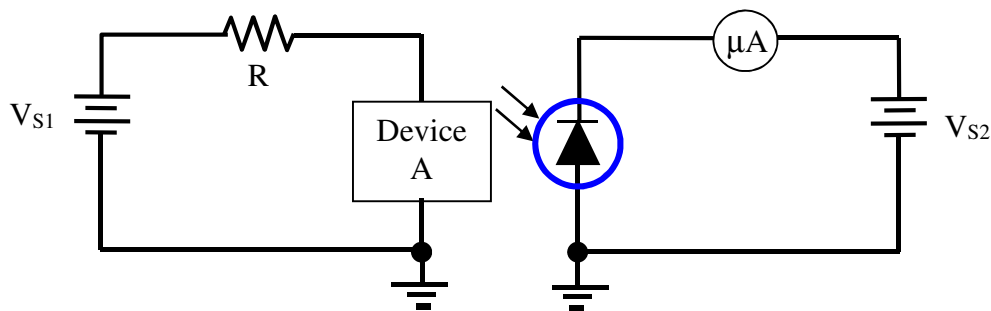 R
V_S1
Device
A
μA
V_S2